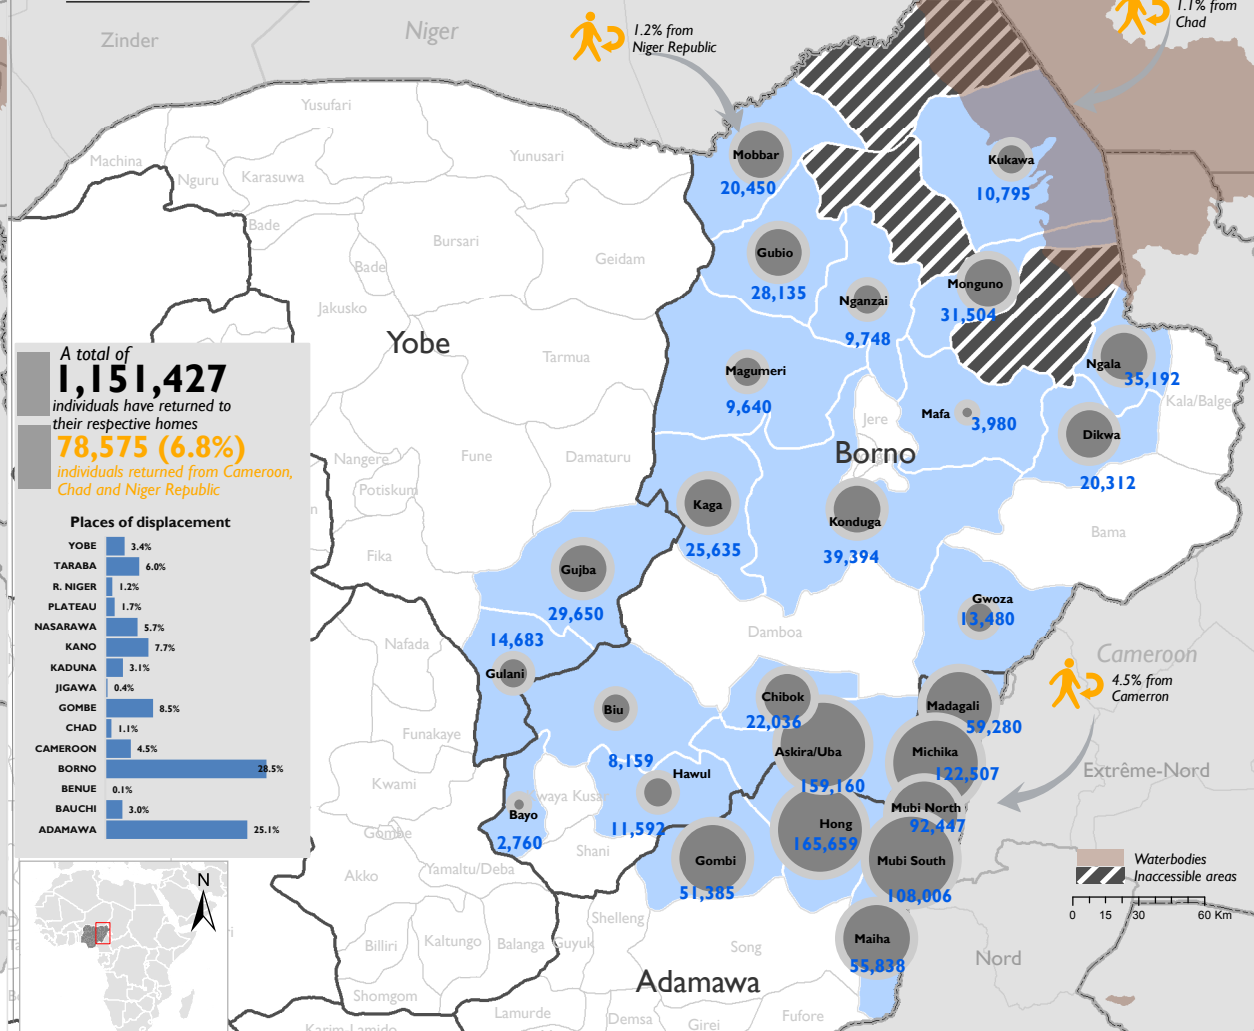 1.1% from
Chad
1.2% from
Niger Republic
Niger
Zinder
Yusufari
Machina
Yunusari
Nguru
Karasuwa
Mobbar
20,450
Kukawa
10,795
Bade
Bursari
Geidam
Gubio
28,135
Bade
Jakusko
Nganzai
9,748
Monguno
31,504
Yobe
Tarmua
Magumeri
9,640
Ngala
35,192
Kala/Balge
Jere
Mafa
3,980
Dikwa
20,312
Borno
A total of
1,151,427
individuals have returned to
their respective homes
78,575 (6.8%)
individuals returned from Cameroon,
Chad and Niger Republic
Nangere
Fune
Damaturu
Potiskum
Kaga
25,635
Konduga
39,394
Bama
Fika
Gujba
29,650
Gwoza
13,480
Damboa
Nafada
14,683
Gulani
Cameroon
4.5% from
Camerron
Places of displacement
YOBE 3.4%
TARABA 6.0%
R. NIGER 1.2%
PLATEAU 1.7%
NASARAWA 5.7%
KANO 7.7%
KADUNA 3.1%
JIGAWA 0.4%
GOMBE 8.5%
CHAD 1.1%
CAMEROON 4.5%
BORNO 28.5%
BENUE 0.1%
BAUCHI 3.0%
ADAMAWA 25.1%
Chibok
22,036
Madagali
59,280
Biu
8,159
Funakaye
Askira/Uba
159,160
Michika
122,507
Extrême-Nord
Kwami
Hawul
11,592
waya Kusa
Bayo
2,760
Mubi North
92,447
Hong
165,659
Gombe
Shani
Gombi
51,385
Mubi South
108,006
Waterbodies
Inaccessible areas
0 15 30 60 Km
Akko
Yamaltu/Deba
N
Shelleng
Billiri
Kaltungo
Balanga
Guyuk
Song
Maiha
55,838
Nord
Adamawa
Shomgom
Lamurde
Demsa
Girei
Fufore
Karim-Lamido